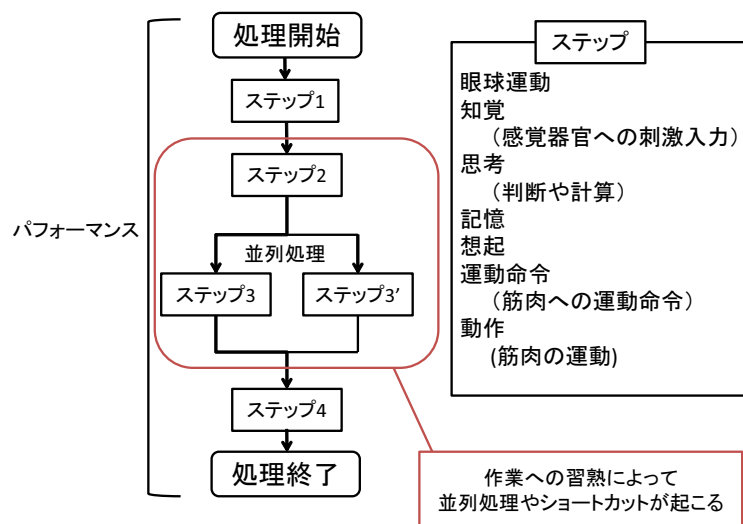 処理開始
ステップ1
ステップ2
並列処理
ステップ3
ステップ3’
ステップ4
処理終了
パフォーマンス
ステップ
眼球運動
知覚
（感覚器官への刺激入力）
思考
（判断や計算）
記憶
想起
運動命令
（筋肉への運動命令）
動作
(筋肉の運動)
作業への習熟によって
並列処理やショートカットが起こる